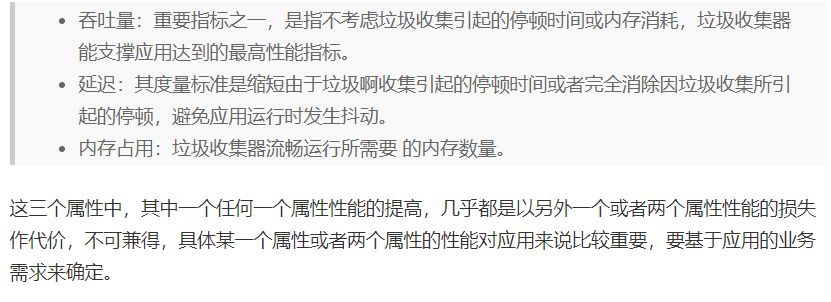 • 吞吐量：重要指标之一，是指不考虑垃圾收集引起的停顿时间或内存消耗，垃圾收集器
能支撑应用达到的最高性能指标。
• 延迟：其度量标准是缩短由于垃圾啊收集引起的停顿时间或者完全消除因垃圾收集所引
起的停顿，避免应用运行时发生抖动。
• 内存占用：垃圾收集器流畅运行所需要 的内存数量。
这三个属性中，其中一个任何一个属性性能的提高，几乎都是以另外一个或者两个属性性能的损失
作代价，不可兼得，具体某一个属性或者两个属性的性能对应用来说比较重要，要基于应用的业务
需求来确定。